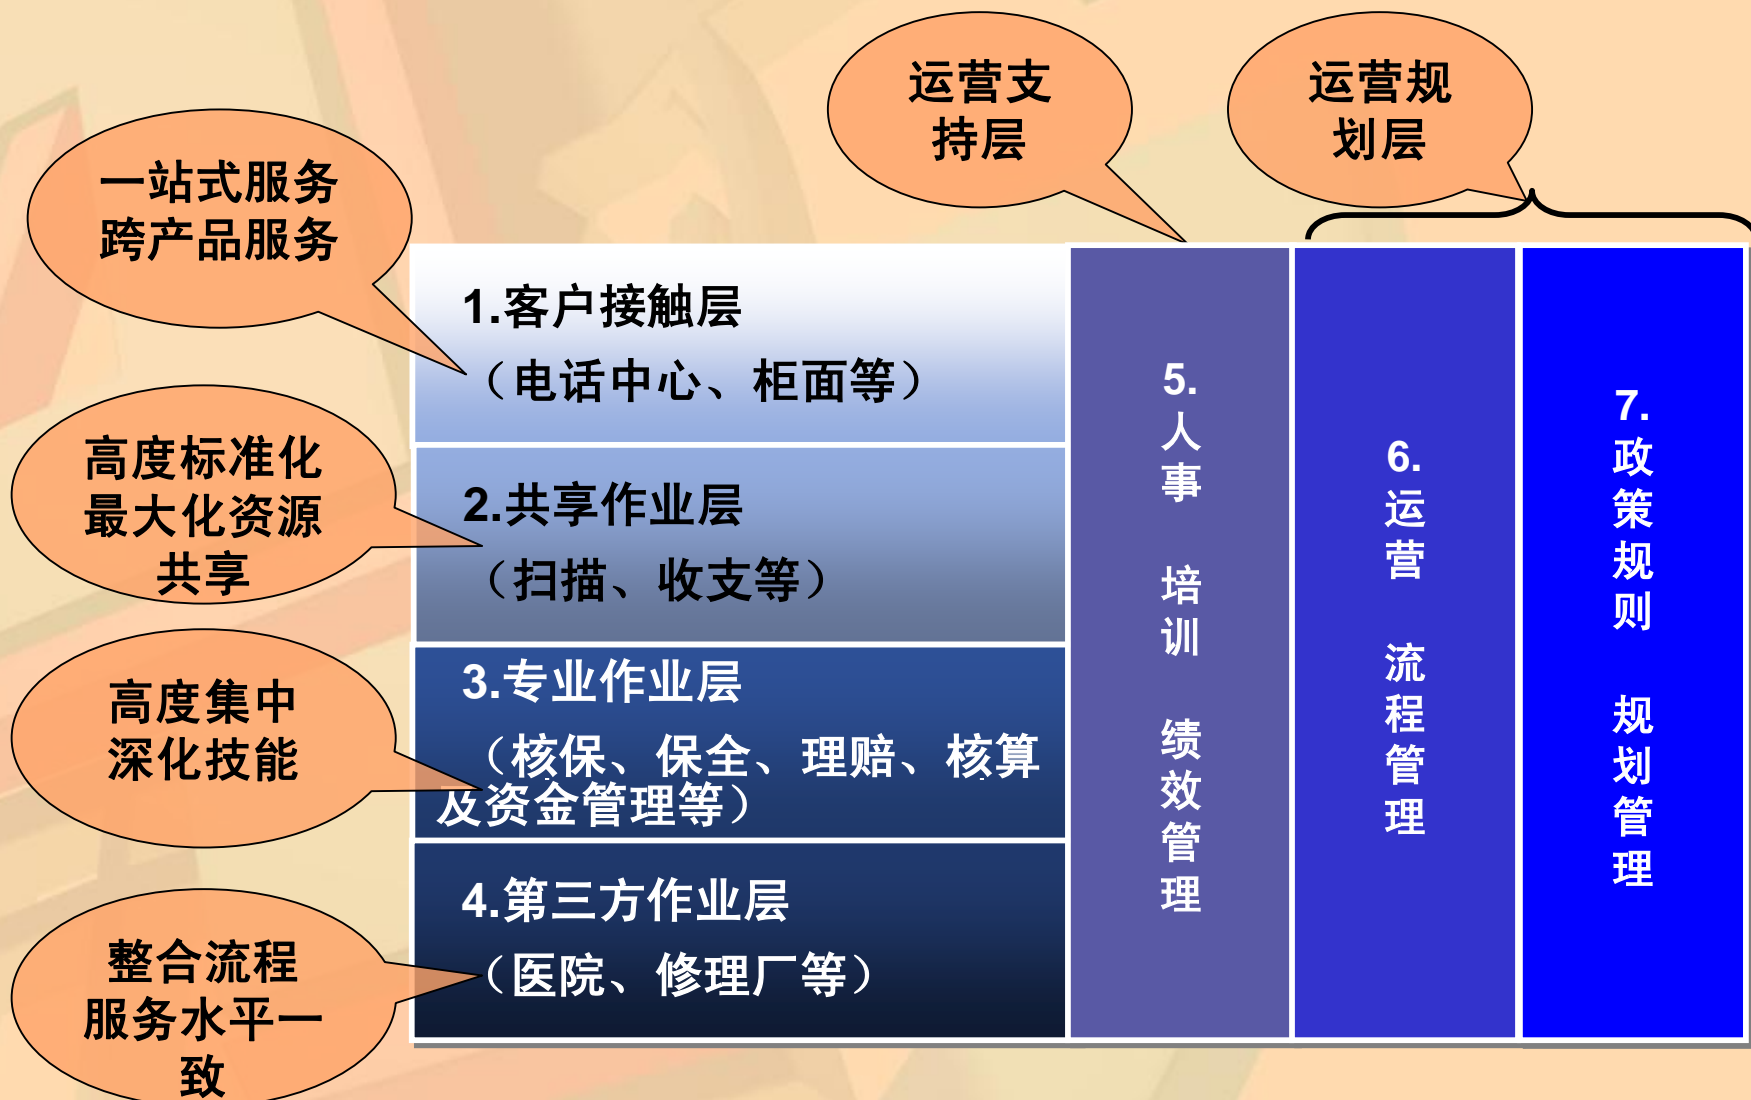 运营支
持层
运营规
划层
一站式服务
跨产品服务
高度标准化
最大化资源
共享
高度集中
深化技能
整合流程
服务水平一
致
1.客户接触层
（电话中心、柜面等）
2.共享作业层
（扫描、收支等）
3.专业作业层
（核保、保全、理赔、核算
及资金管理等）
4.第三方作业层
（医院、修理厂等）
5.
人
事
培
训
绩
效
管
理
6.
运
营
流
程
管
理
7.
政
策
规
则
规
划
管
理